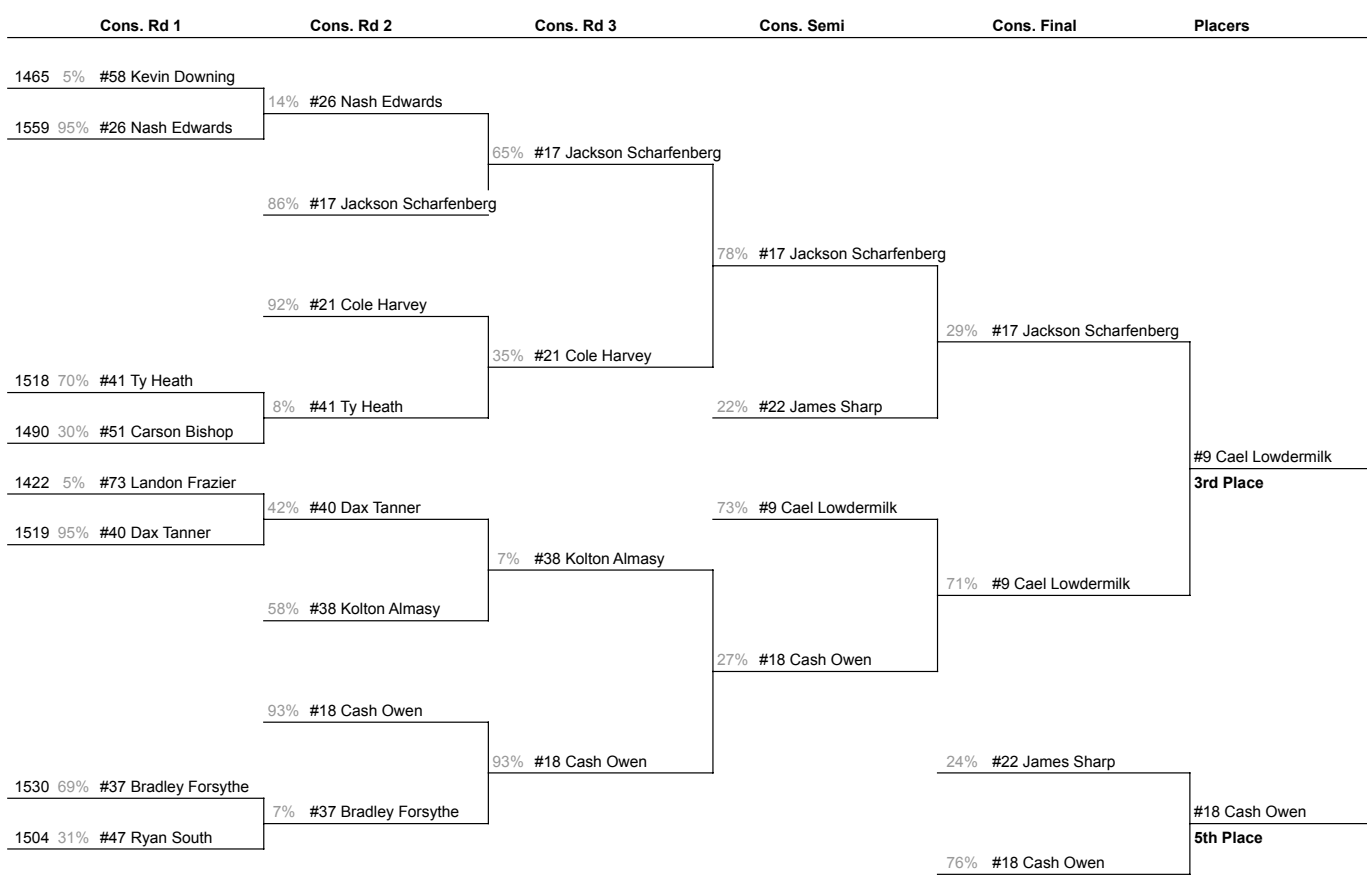 Cons. Rd 1 Cons. Rd 2 Cons. Rd 3 Cons. Semi Cons. Final Placers
1465 5% #58 Kevin Downing
14% #26 Nash Edwards
1559 95% #26 Nash Edwards
65% #17 Jackson Scharfenberg
86% #17 Jackson Scharfenberg
78% #17 Jackson Scharfenberg
92% #21 Cole Harvey
29% #17 Jackson Scharfenberg
35% #21 Cole Harvey
1518 70% #41 Ty Heath
8% #41 Ty Heath
22% #22 James Sharp
1490 30% #51 Carson Bishop
#9 Cael Lowdermilk
1422 5% #73 Landon Frazier
3rd Place
42% #40 Dax Tanner
73% #9 Cael Lowdermilk
1519 95% #40 Dax Tanner
7% #38 Kolton Almasy
71% #9 Cael Lowdermilk
58% #38 Kolton Almasy
27% #18 Cash Owen
93% #18 Cash Owen
93% #18 Cash Owen
24% #22 James Sharp
1530 69% #37 Bradley Forsythe
7% #37 Bradley Forsythe
#18 Cash Owen
1504 31% #47 Ryan South
5th Place
76% #18 Cash Owen